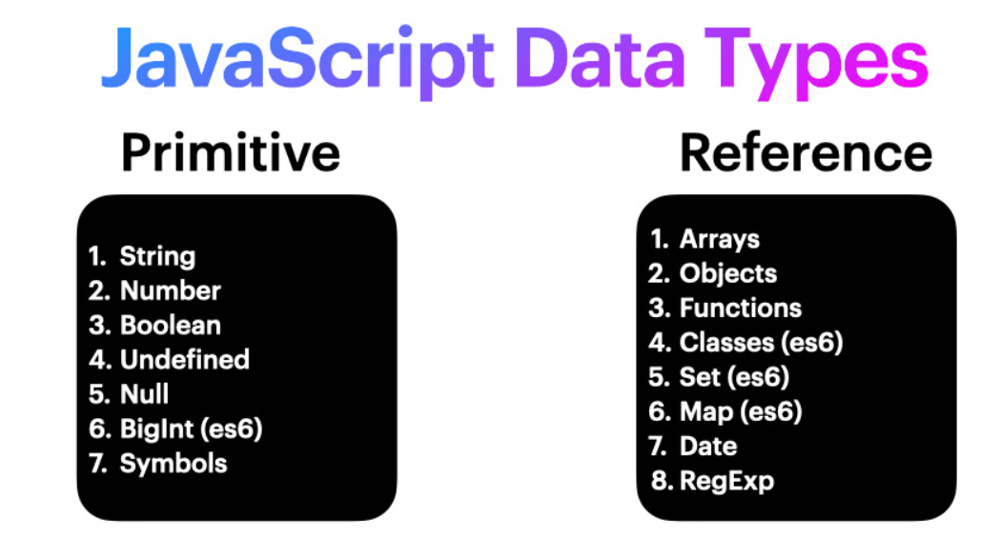 JavaScript Data Types
Primitive
1. String
2. Number
3. Boolean
4. Undefined
5. Null
6. BigInt (es6)
7. Symbols
Reference
1. Arrays
2. Objects
3. Functions
4. Classes (es6)
5. Set (es6)
6. Map (es6)
7. Date
8. RegExp